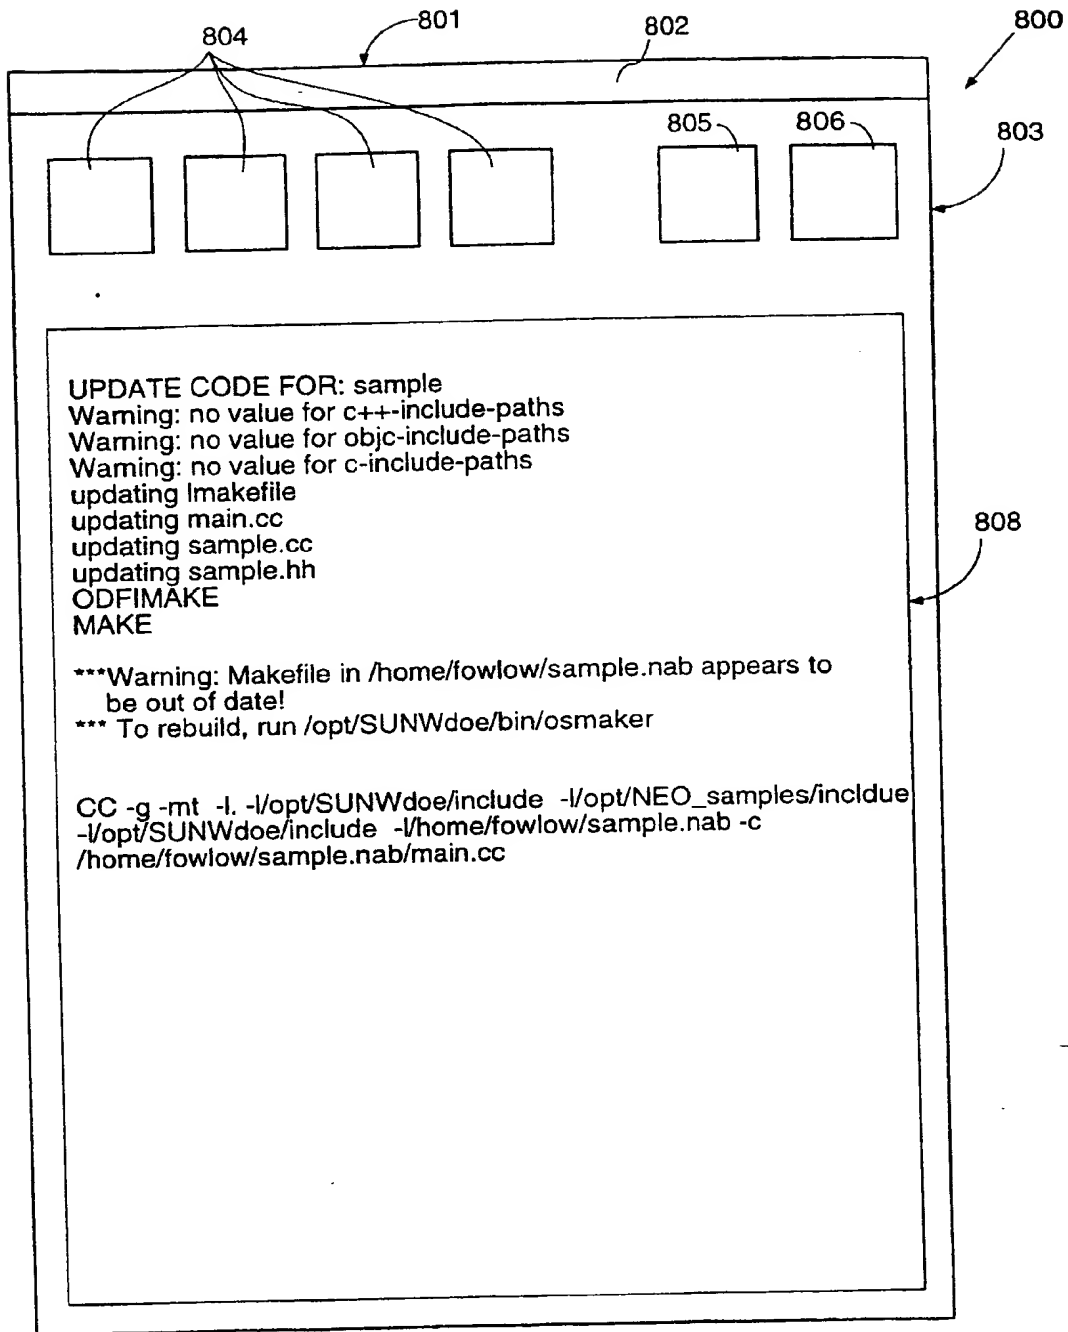 800
801
802
804
805
806
803
UPDATE CODE FOR: sample
Warning: no value for c++-include-paths
Warning: no value for objc-include-paths
Warning: no value for c-include-paths
updating Imakefile
updating main.cc
updating sample.cc
updating sample.hh
ODFIMAKE
MAKE
808
***Warning: Makefile in /home/fowlow/sample.nab appears to
be out of date!
*** To rebuild, run /opt/SUNWdoe/bin/osmaker
CC -g -mt -I. -I/opt/SUNWdoe/include -I/opt/NEO_samples/incldue
-I/opt/SUNWdoe/include -I/home/fowlow/sample.nab -c
/home/fowlow/sample.nab/main.cc